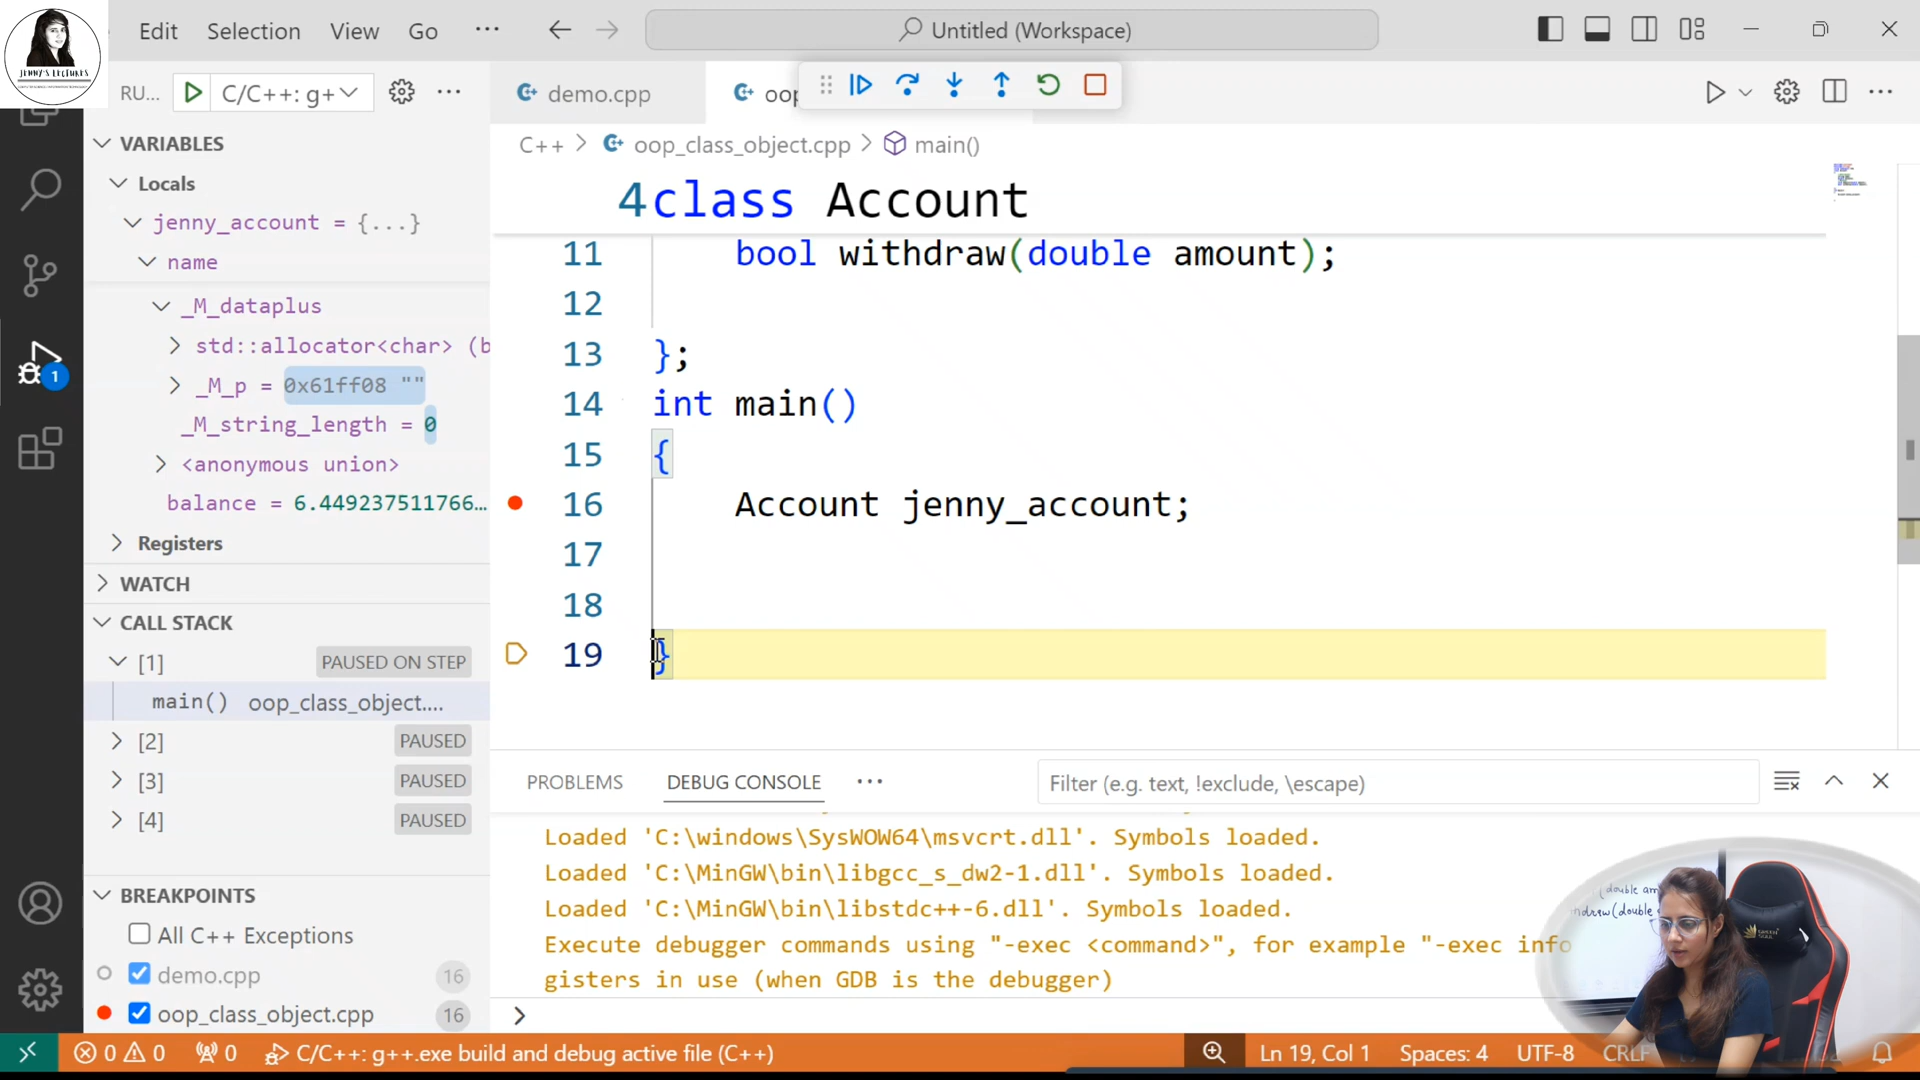 JENNY'S LECTURES
Edit Selection View Go ··· Untitled (Workspace)
RU... C/C++: g+ ···
demo.cpp
C++ > oop_class_object.cpp > main()
VARIABLES
Locals
jenny_account = {...}
name
_M_dataplus
std::allocator<char> (b
_M_p = 0x61ff08 ""
_M_string_length = 0
<anonymous union>
balance = 6.449237511766...
Registers
WATCH
CALL STACK
[1] PAUSED ON STEP
main() oop_class_object....
[2] PAUSED
[3] PAUSED
[4] PAUSED
BREAKPOINTS
All C++ Exceptions
demo.cpp 16
oop_class_object.cpp 16
4 class Account
11 bool withdraw(double amount);
12
13 };
14 int main()
15 {
16 Account jenny_account;
17
18
19 }
PROBLEMS DEBUG CONSOLE ··· Filter (e.g. text, !exclude, \escape)
Loaded 'C:\windows\SysWOW64\msvcrt.dll'. Symbols loaded.
Loaded 'C:\MinGW\bin\libgcc_s_dw2-1.dll'. Symbols loaded.
Loaded 'C:\MinGW\bin\libstdc++-6.dll'. Symbols loaded.
Execute debugger commands using "-exec <command>", for example "-exec info
gisters in use (when GDB is the debugger)
>
0 0 0 C/C++: g++.exe build and debug active file (C++) Ln 19, Col 1 Spaces: 4 UTF-8 CRLF